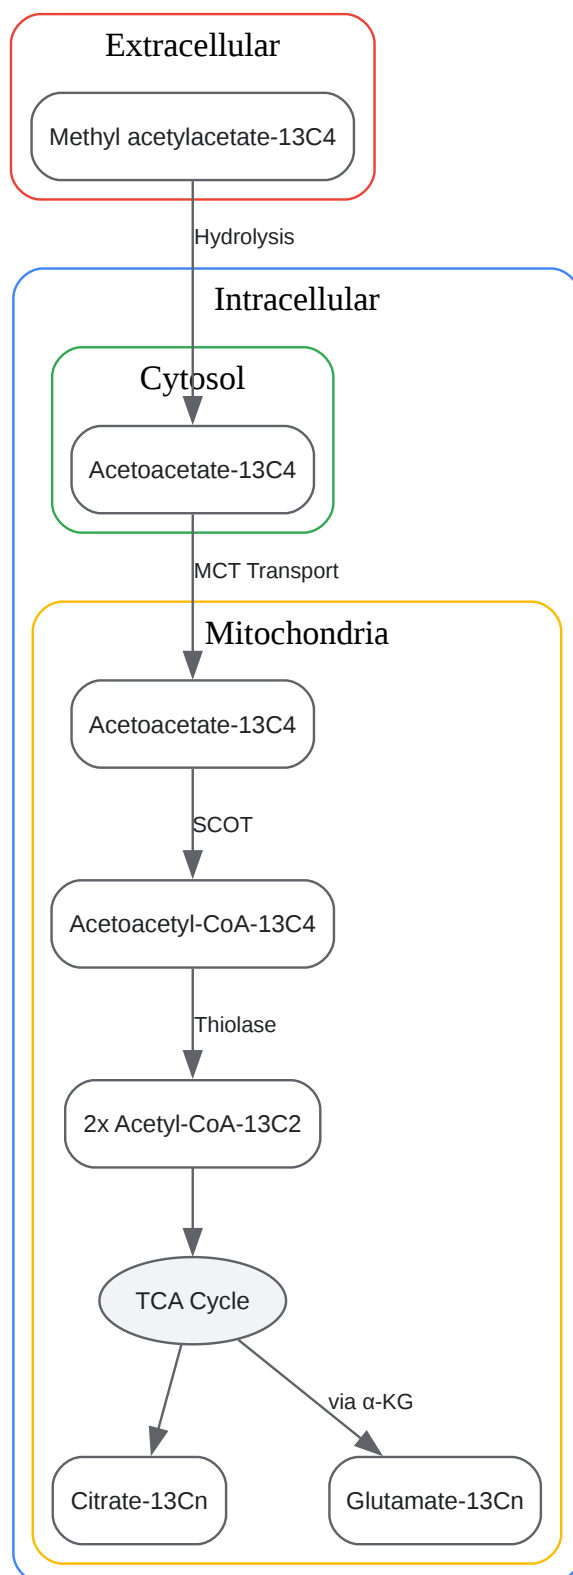 Extracellular
Methyl acetylacetate-13C4
Hydrolysis
Intracellular
Cytosol
Acetoacetate-13C4
MCT Transport
Mitochondria
Acetoacetate-13C4
SCOT
Acetoacetyl-CoA-13C4
Thiolase
2x Acetyl-CoA-13C2
TCA Cycle
via α-KG
Citrate-13Cn
Glutamate-13Cn